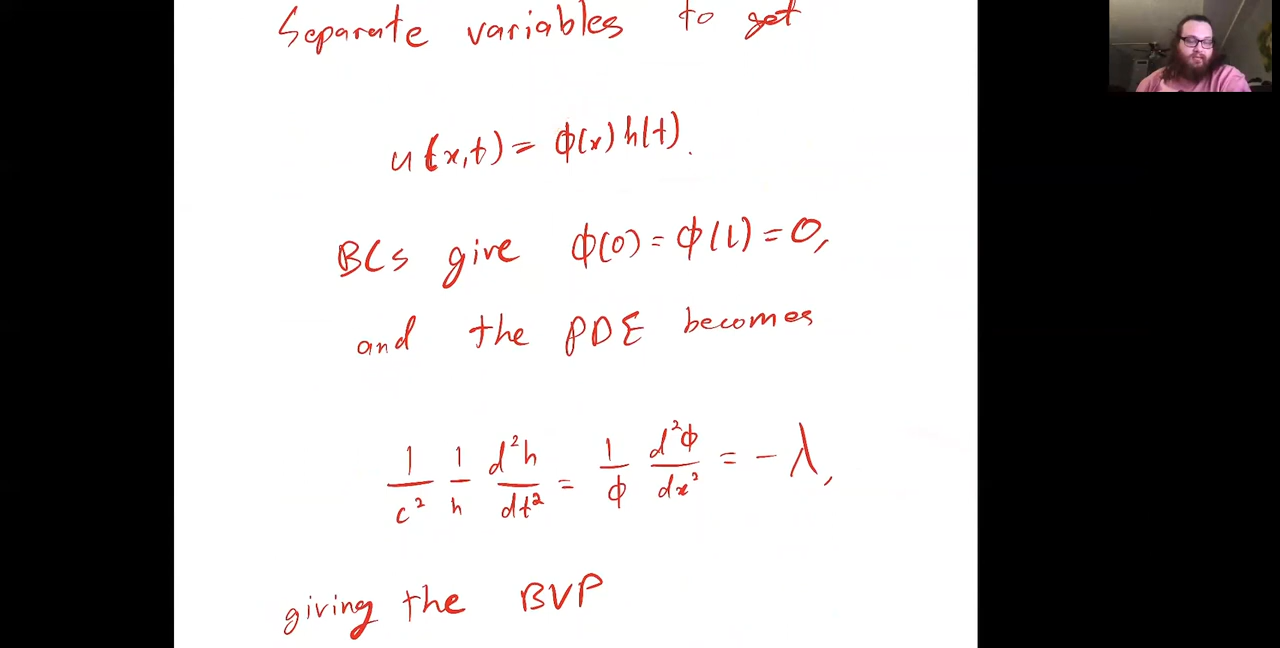 Separate variables to get
u(x,t) = ϕ(x)h(t).
BCs give ϕ(0) = ϕ(L) = 0,
and the PDE becomes
1/c² 1/h d²h/dt² = 1/ϕ d²ϕ/dx² = -λ,
giving the BVP